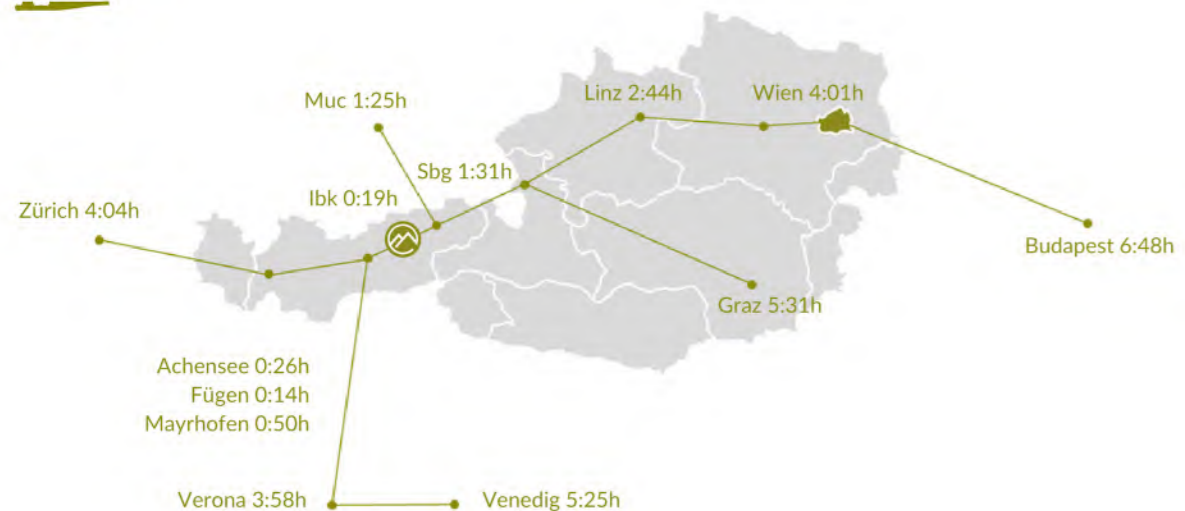 Linz 2:44h
Wien 4:01h
Muc 1:25h
Sbg 1:31h
Ibk 0:19h
Zürich 4:04h
Budapest 6:48h
Graz 5:31h
Achensee 0:26h
Fügen 0:14h
Mayrhofen 0:50h
Verona 3:58h
Venedig 5:25h